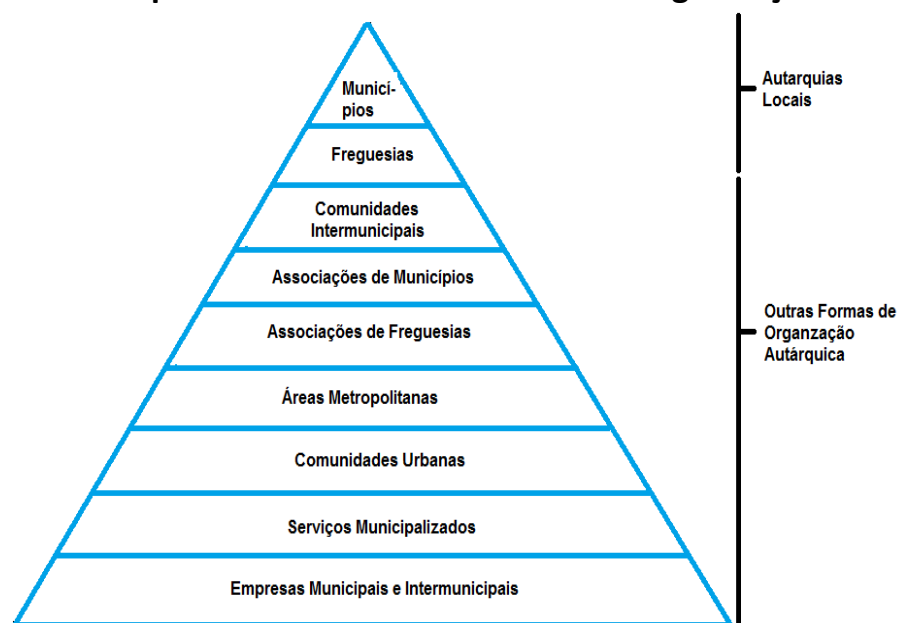 Municí-
pios
Freguesias
Comunidades
Intermunicipais
Associações de Municípios
Associações de Freguesias
Áreas Metropolitanas
Comunidades Urbanas
Serviços Municipalizados
Empresas Municipais e Intermunicipais
Autarquias
Locais
Outras Formas de
Organzação
Autárquica